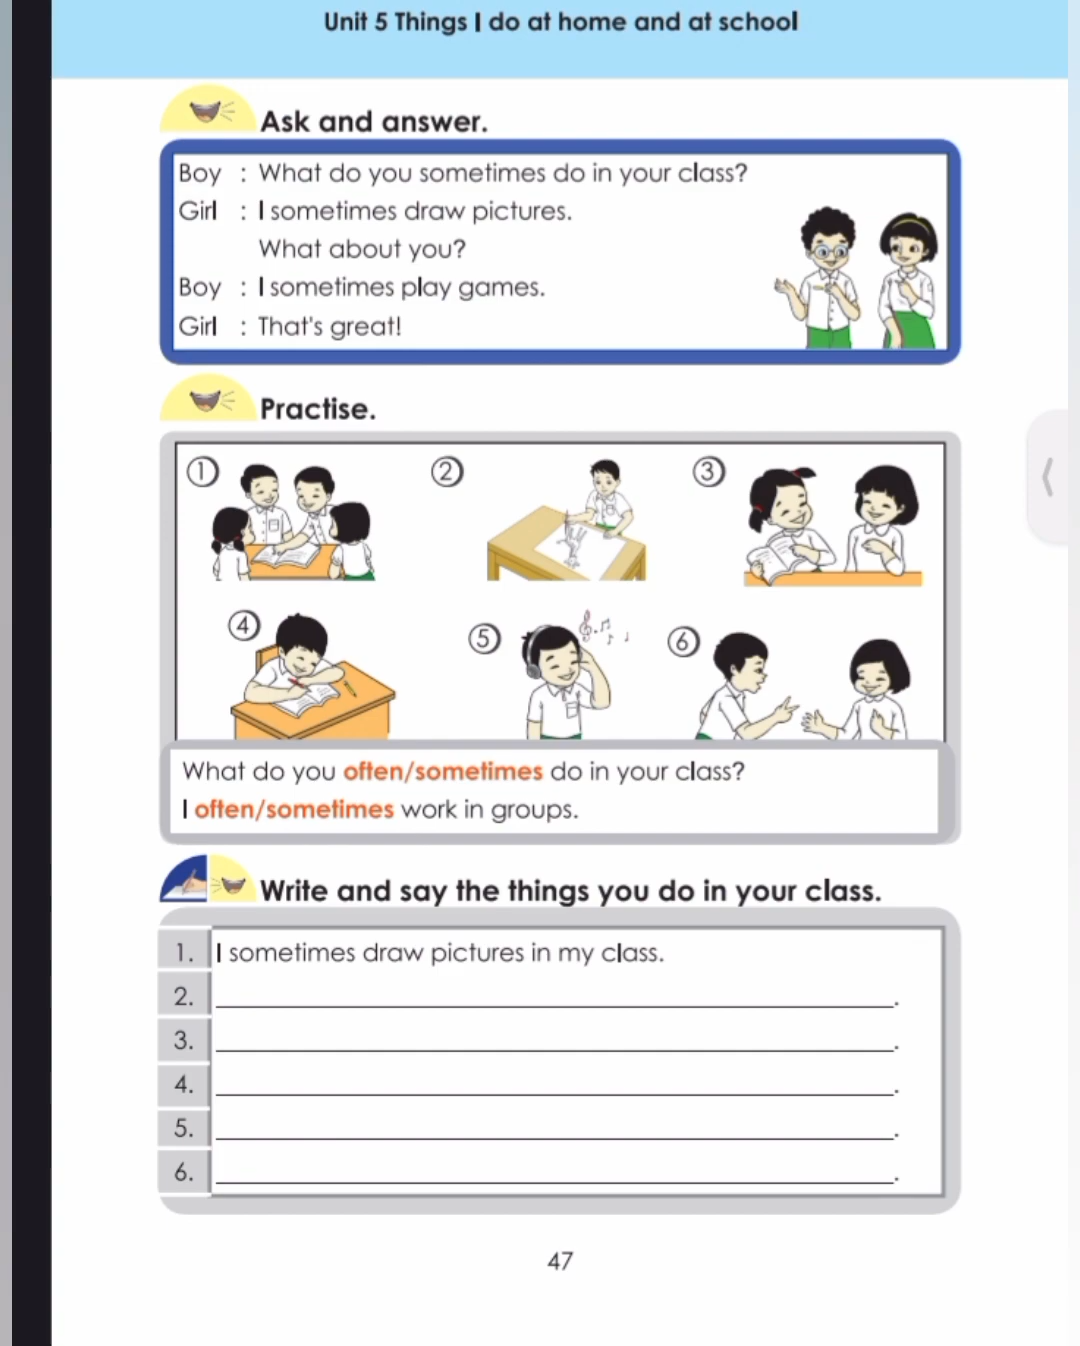 Unit 5 Things I do at home and at school
Ask and answer.
Boy : What do you sometimes do in your class?
Girl : I sometimes draw pictures.
What about you?
Boy : I sometimes play games.
Girl : That's great!
Practise.
1
2
3
4
5
6
What do you often/sometimes do in your class?
I often/sometimes work in groups.
Write and say the things you do in your class.
1. I sometimes draw pictures in my class.
2. .
3. .
4. .
5. .
6. .
47